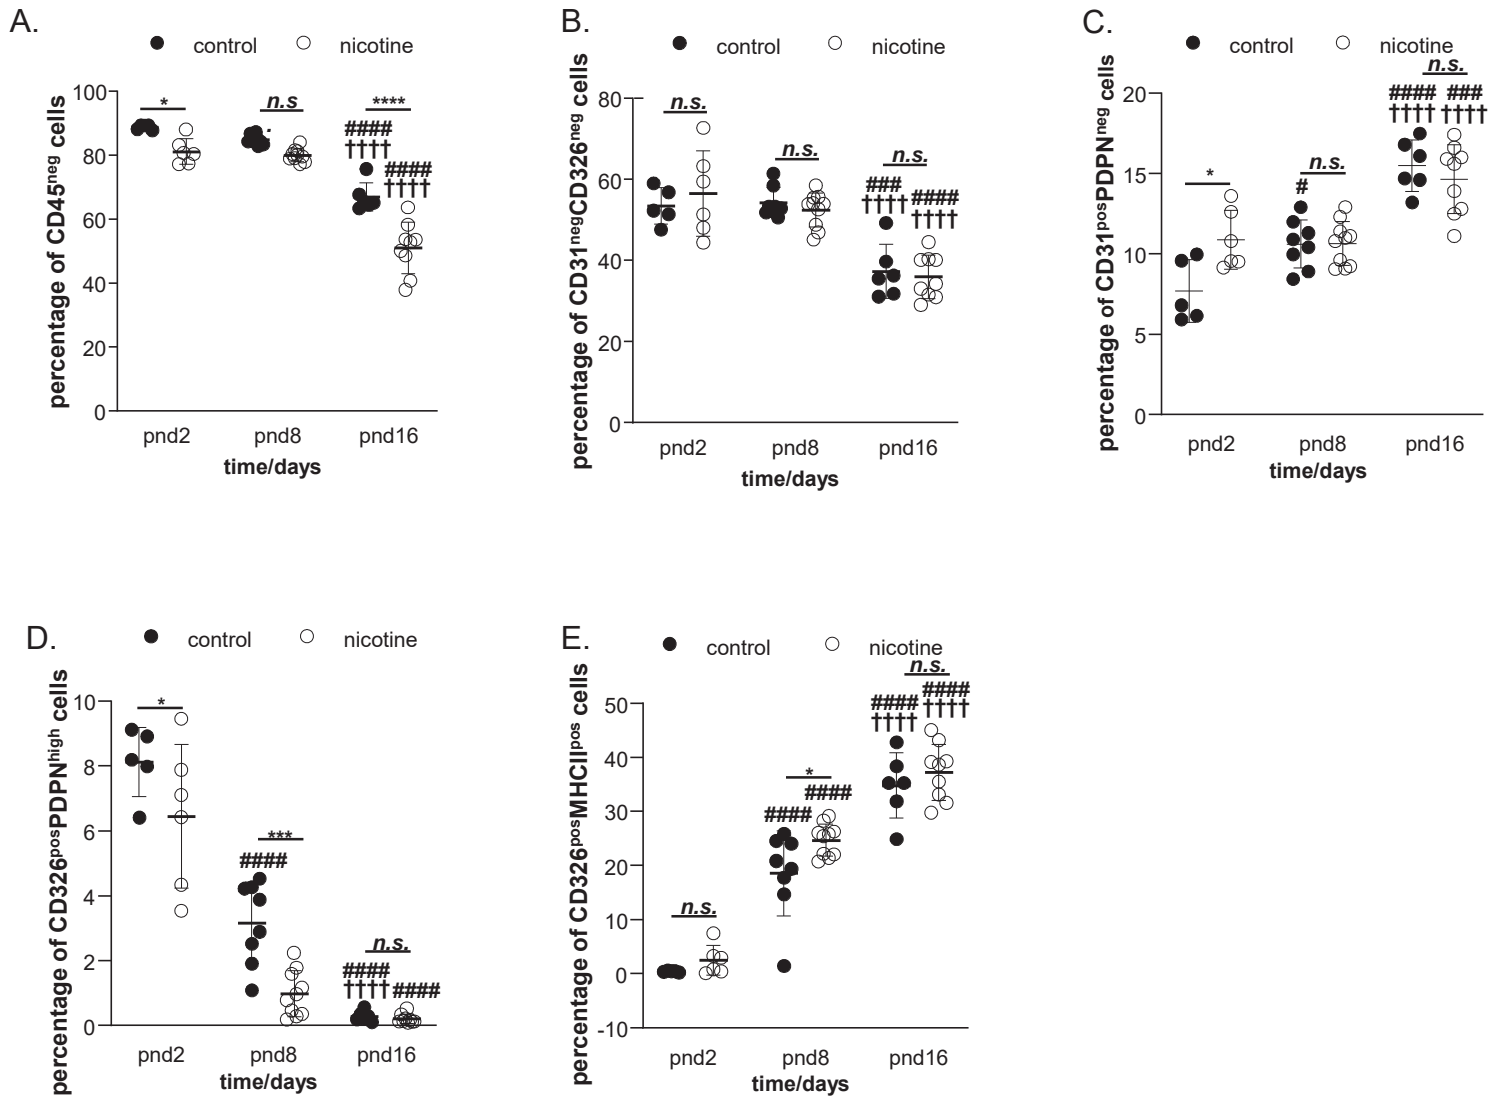 A.
control nicotine
percentage of CD45neg cells
100
80
60
40
20
0
*
n.s
****
####
††††
####
††††
pnd2 pnd8 pnd16
time/days
B.
control nicotine
percentage of CD31negCD326neg cells
80
60
40
20
0
n.s.
n.s.
n.s.
###
††††
####
††††
pnd2 pnd8 pnd16
time/days
C.
control nicotine
percentage of CD31posPDPNneg cells
20
15
10
5
0
*
n.s.
#
n.s.
#### ###
†††† ††††
pnd2 pnd8 pnd16
time/days
D.
control nicotine
percentage of CD326posPDPNhigh cells
10
8
6
4
2
0
*
***
####
n.s.
####
†††† ####
pnd2 pnd8 pnd16
time/days
E.
control nicotine
percentage of CD326posMHCIIpos cells
50
40
30
20
10
0
-10
n.s.
*
####
####
n.s.
####
††††
####
††††
pnd2 pnd8 pnd16
time/days